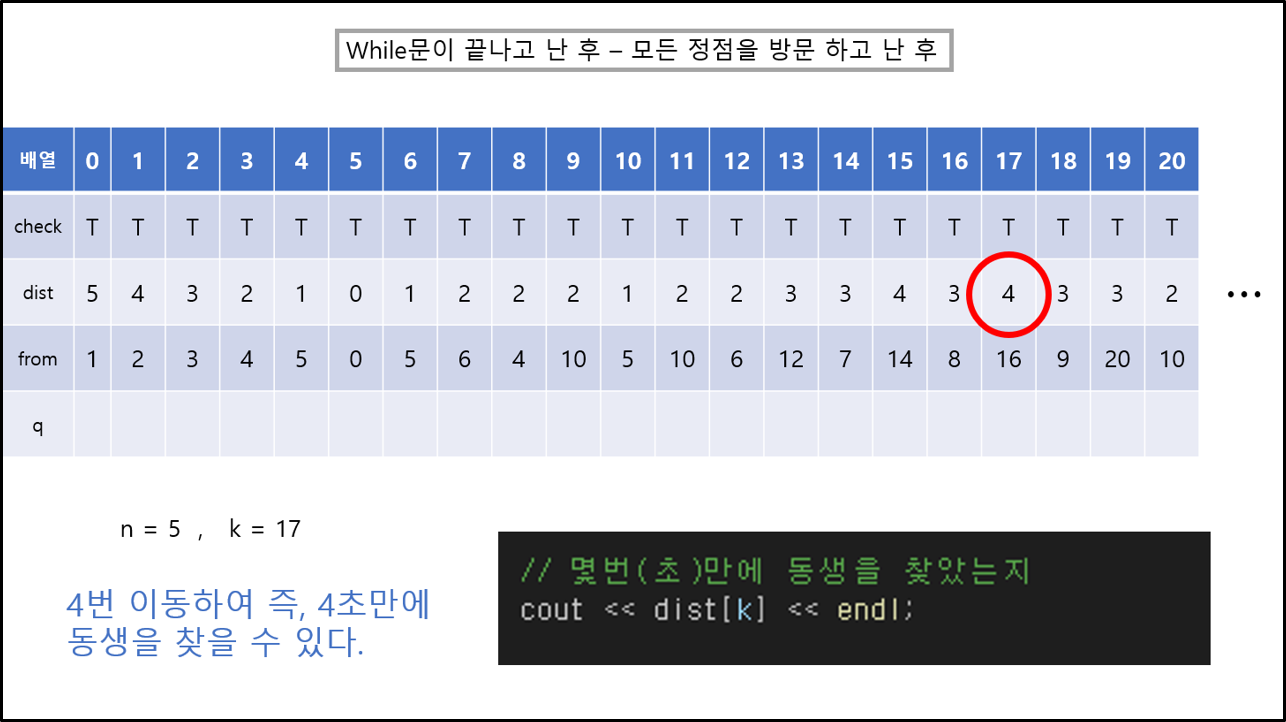 While문이 끝나고 난 후 – 모든 정점을 방문 하고 난 후
배열 0 1 2 3 4 5 6 7 8 9 10 11 12 13 14 15 16 17 18 19 20
check T T T T T T T T T T T T T T T T T T T T T
dist 5 4 3 2 1 0 1 2 2 2 1 2 2 3 3 4 3 4 3 3 2 ...
from 1 2 3 4 5 0 5 6 4 10 5 10 6 12 7 14 8 16 9 20 10
q
n = 5 , k = 17
4번 이동하여 즉, 4초만에
동생을 찾을 수 있다.
// 몇번(초)만에 동생을 찾았는지
cout << dist[k] << endl;